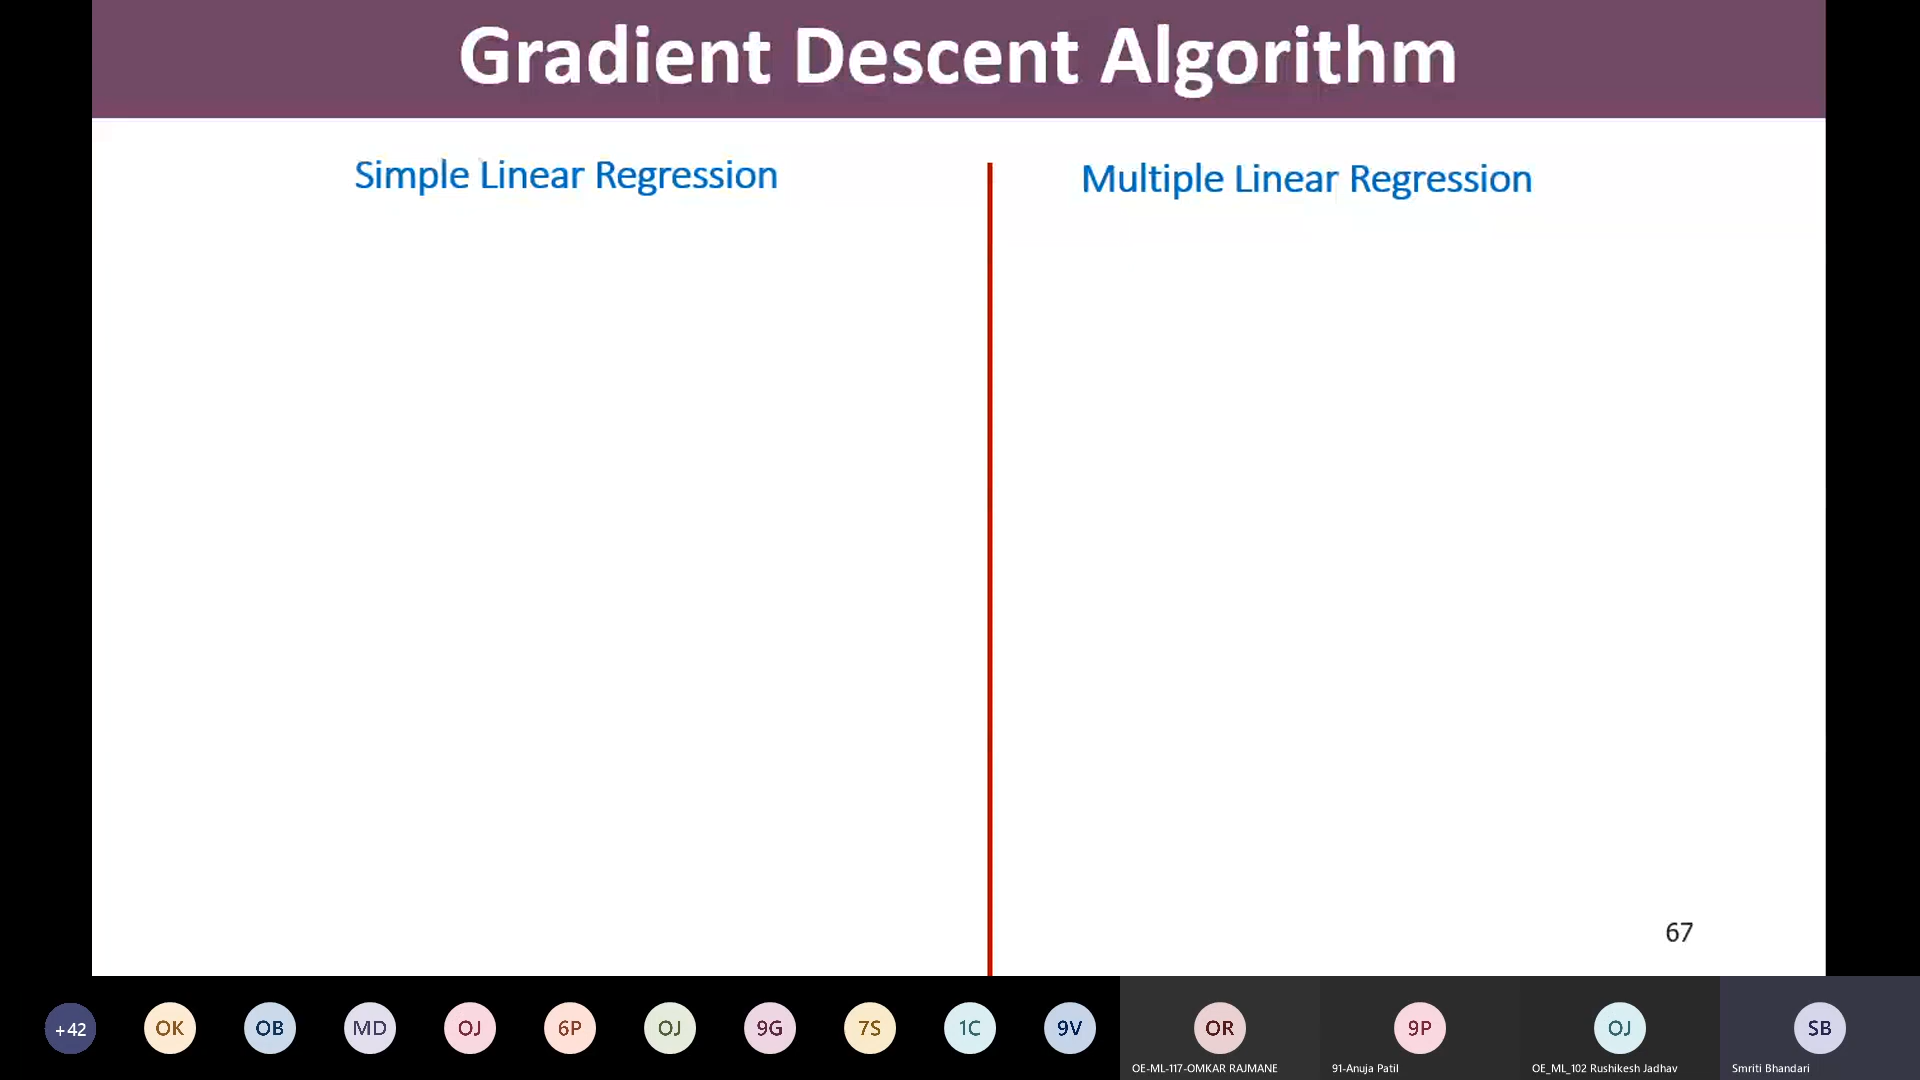 Gradient Descent Algorithm
Simple Linear Regression
Multiple Linear Regression
67
+42
OK
OB
MD
OJ
6P
OJ
9G
7S
1C
9V
OR
9P
OJ
SB
OE-ML-117-OMKAR RAJMANE
91-Anuja Patil
OE_ML_102 Rushikesh Jadhav
Smriti Bhandari